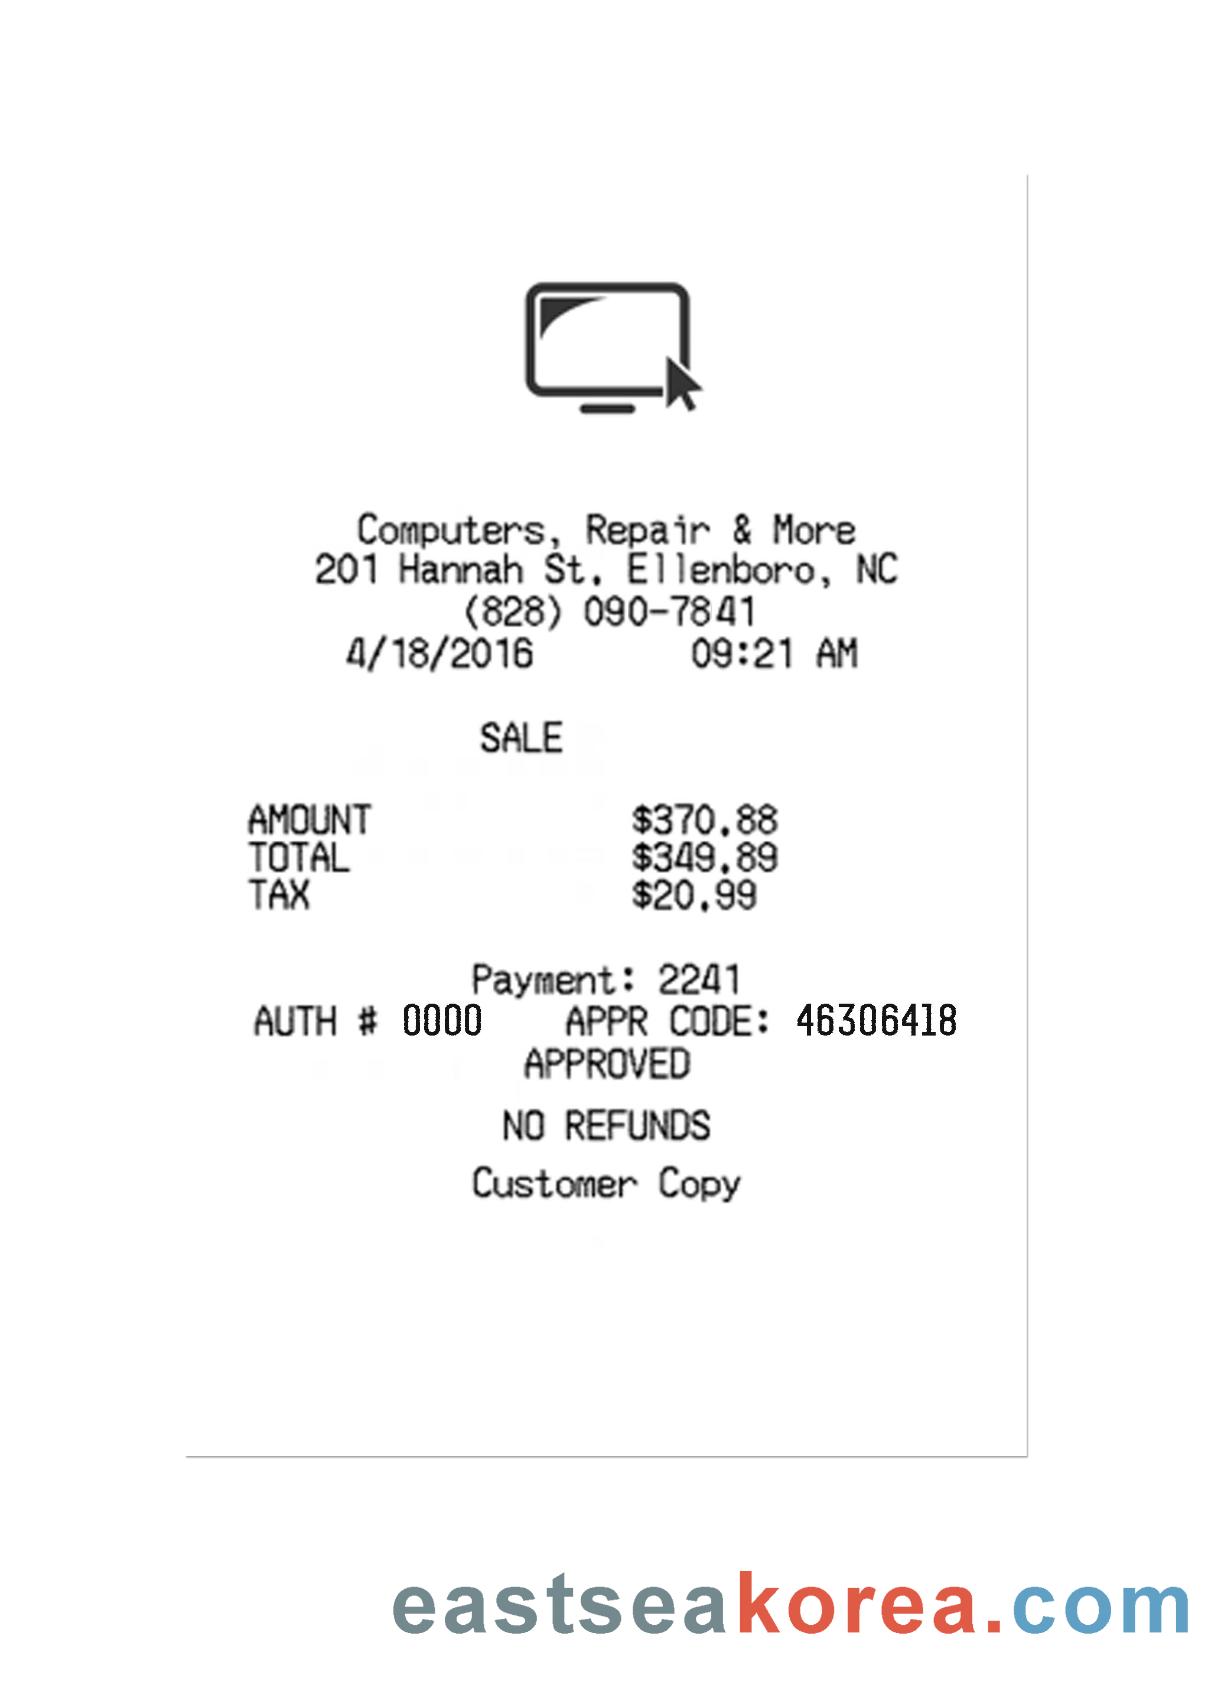 Computers, Repair & More
201 Hannah St. Ellenboro, NC
(828) 090-7841
4/18/2016 09:21 AM
SALE
AMOUNT $370.88
TOTAL $349.89
TAX $20.99
Payment: 2241
AUTH # 0000 APPR CODE: 46306418
APPROVED
NO REFUNDS
Customer Copy
eastseakorea.com